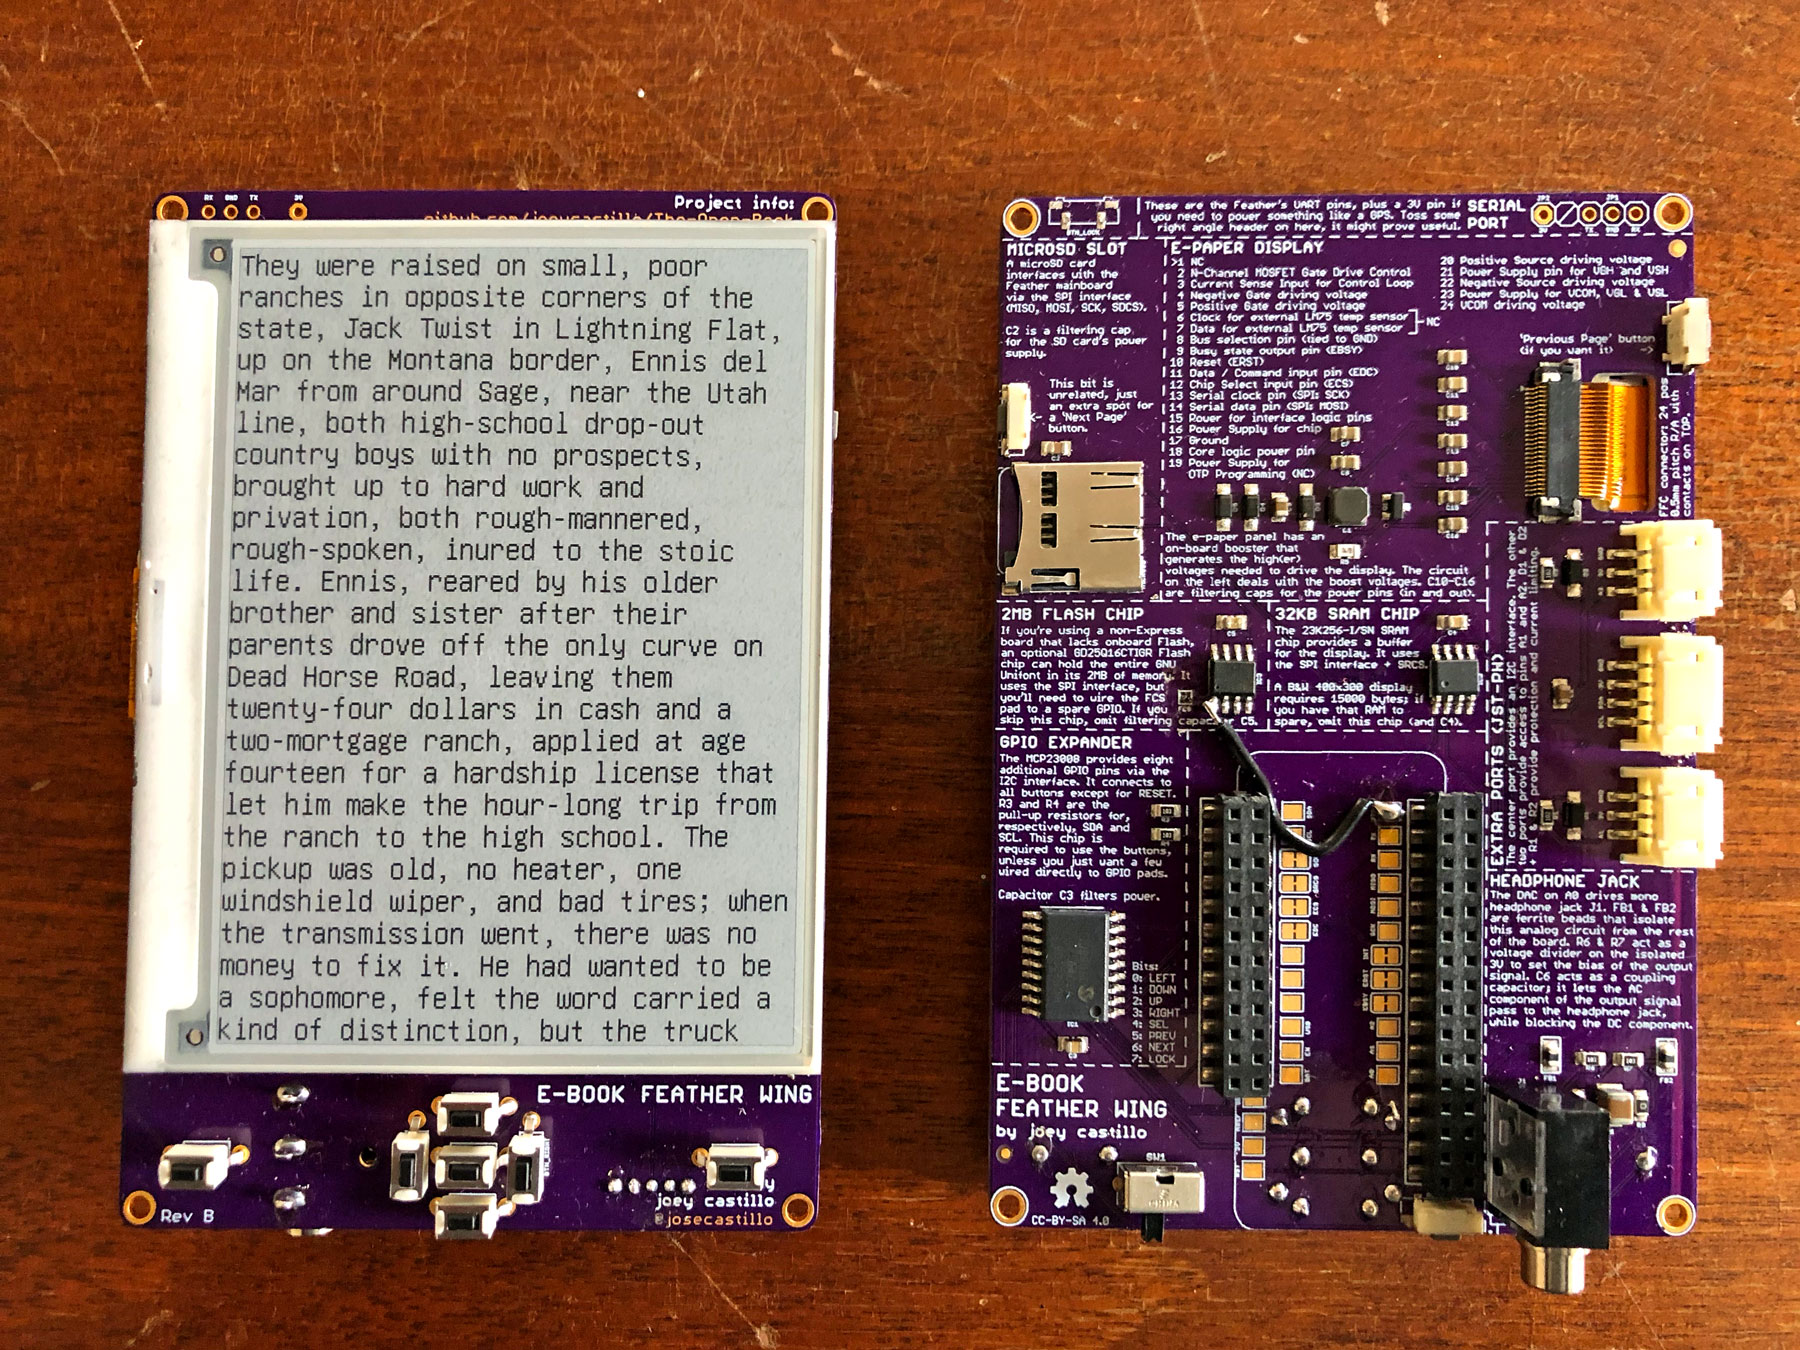 RX GND TX 3V
Project info:
github.com/joeycastillo/The-Open-Book
They were raised on small, poor
ranches in opposite corners of the
state, Jack Twist in Lightning Flat,
up on the Montana border, Ennis del
Mar from around Sage, near the Utah
line, both high-school drop-out
country boys with no prospects,
brought up to hard work and
privation, both rough-mannered,
rough-spoken, inured to the stoic
life. Ennis, reared by his older
brother and sister after their
parents drove off the only curve on
Dead Horse Road, leaving them
twenty-four dollars in cash and a
two-mortgage ranch, applied at age
fourteen for a hardship license that
let him make the hour-long trip from
the ranch to the high school. The
pickup was old, no heater, one
windshield wiper, and bad tires; when
the transmission went, there was no
money to fix it. He had wanted to be
a sophomore, felt the word carried a
kind of distinction, but the truck
E-BOOK FEATHER WING
joey castillo
@josecastillo
Rev B
BTN_LOCK
These are the Feather's UART pins, plus a 3V pin if
you need to power something like a GPS. Toss some
right angle header on here, it might prove useful.
SERIAL
PORT
MICROSD SLOT
A microSD card
interfaces with the
Feather mainboard
via the SPI interface
(MISO, MOSI, SCK, SDCS).
C2 is a filtering cap
for the SD card's power
supply.
This bit is
unrelated, just
an extra spot for
a 'Next Page'
button.
E-PAPER DISPLAY
>1 NC
2 N-Channel MOSFET Gate Drive Control
3 Current Sense Input for Control Loop
4 Negative Gate driving voltage
5 Positive Gate driving voltage
6 Clock for external LM75 temp sensor
7 Data for external LM75 temp sensor
NC
8 Bus selection pin (tied to GND)
9 Busy state output pin (EBSY)
10 Reset (ERST)
11 Data / Command input pin (EDC)
12 Chip Select input pin (ECS)
13 Serial clock pin (SPI: SCK)
14 Serial data pin (SPI: MOSI)
15 Power for interface logic pins
16 Power Supply for chip
17 Ground
18 Core logic power pin
19 Power Supply for
OTP Programming (NC)
20 Positive Source driving voltage
21 Power Supply pin for VGH and VSH
22 Negative Source driving voltage
23 Power Supply for VCOM, VGL & VSL
24 VCOM driving voltage
'Previous Page' button
(if you want it) ->
FFC connector: 24 pos
0.5mm pitch R/A with
contacts on TOP.
The e-paper panel has an
on-board booster that
generates the high(er)
voltages needed to drive the display. The circuit
on the left deals with the boost voltages. C10-C16
are filtering caps for the power pins (in and out).
2MB FLASH CHIP
If you're using a non-Express
board that lacks onboard Flash,
an optional GD25Q16CTIGR Flash
chip can hold the entire GNU
Unifont in its 2MB of memory. It
uses the SPI interface, but
you'll need to wire the FCS
pad to a spare GPIO. If you
skip this chip, omit filtering capacitor C5.
32KB SRAM CHIP
The 23K256-I/SN SRAM
chip provides a buffer
for the display. It uses
the SPI interface + SRCS.
A B&W 400x300 display
requires 15000 bytes; if
you have that RAM to
spare, omit this chip (and C4).
GPIO EXPANDER
The MCP23008 provides eight
additional GPIO pins via the
I2C interface. It connects to
all buttons except for RESET.
R3 and R4 are the
pull-up resistors for,
respectively, SDA and
SCL. This chip is
required to use the buttons,
unless you just want a few
wired directly to GPIO pads.
Capacitor C3 filters power.
Bits:
0: LEFT
1: DOWN
2: UP
3: RIGHT
4: SEL
5: PREV
6: NEXT
7: LOCK
IC1
C3
EXTRA PORTS (JST-PH)
The center port provides an I2C interface. The other
two ports provide access to pins A1 and A2. D1 & D2
+ R1 & R2 provide protection and current limiting.
HEADPHONE JACK
The DAC on A0 drives mono
headphone jack J1. FB1 & FB2
are ferrite beads that isolate
this analog circuit from the rest
of the board. R6 & R7 act as a
voltage divider on the isolated
3V to set the bias of the output
signal. C6 acts as a coupling
capacitor; it lets the AC
component of the output signal
pass to the headphone jack,
while blocking the DC component.
J1
FB1
FB2
E-BOOK
FEATHER WING
by joey castillo
SW1
CC-BY-SA 4.0